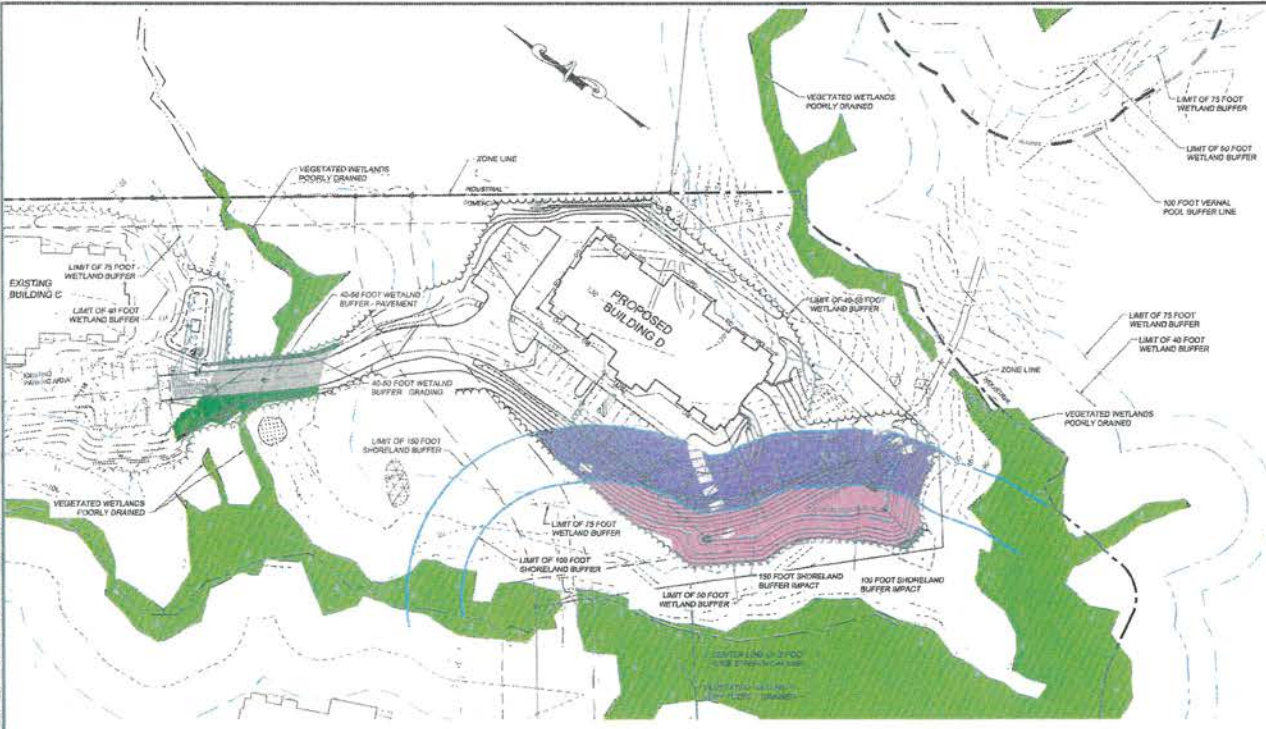 VEGETATED WETLANDS
POORLY DRAINED
LIMIT OF 75 FOOT
WETLAND BUFFER
LIMIT OF 50 FOOT
WETLAND BUFFER
100 FOOT VERNAL
POOL BUFFER LINE
ZONE LINE
INDUSTRIAL
VEGETATED WETLANDS
POORLY DRAINED
LIMIT OF 75 FOOT
WETLAND BUFFER
EXISTING
BUILDING C
LIMIT OF 40 FOOT
WETLAND BUFFER
40-50 FOOT WETALND
BUFFER - PAVEMENT
PROPOSED
BUILDING D
LIMIT OF 40-50 FOOT
WETLAND BUFFER
LIMIT OF 75 FOOT
WETLAND BUFFER
LIMIT OF 40 FOOT
WETLAND BUFFER
ZONE LINE
EXISTING
PARKING AREA
40-50 FOOT WETALND
BUFFER - GRADING
VEGETATED WETLANDS
POORLY DRAINED
LIMIT OF 150 FOOT
SHORELAND BUFFER
VEGETATED WETLANDS
POORLY DRAINED
LIMIT OF 75 FOOT
WETLAND BUFFER
LIMIT OF 100 FOOT
SHORELAND BUFFER
150 FOOT SHORELAND
BUFFER IMPACT
100 FOOT SHORELAND
BUFFER IMPACT
LIMIT OF 50 FOOT
WETLAND BUFFER